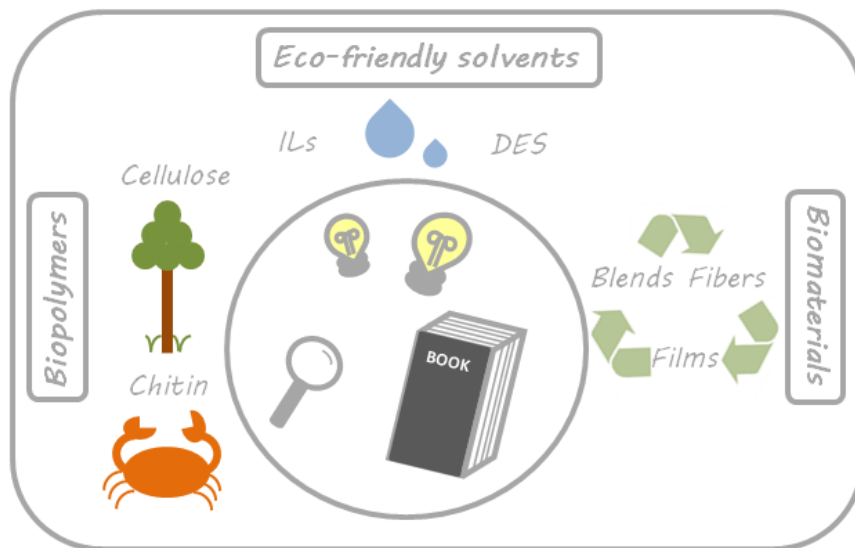 Eco-friendly solvents
ILs
DES
Cellulose
Biopolymers
Chitin
BOOK
Blends Fibers
Films
Biomaterials